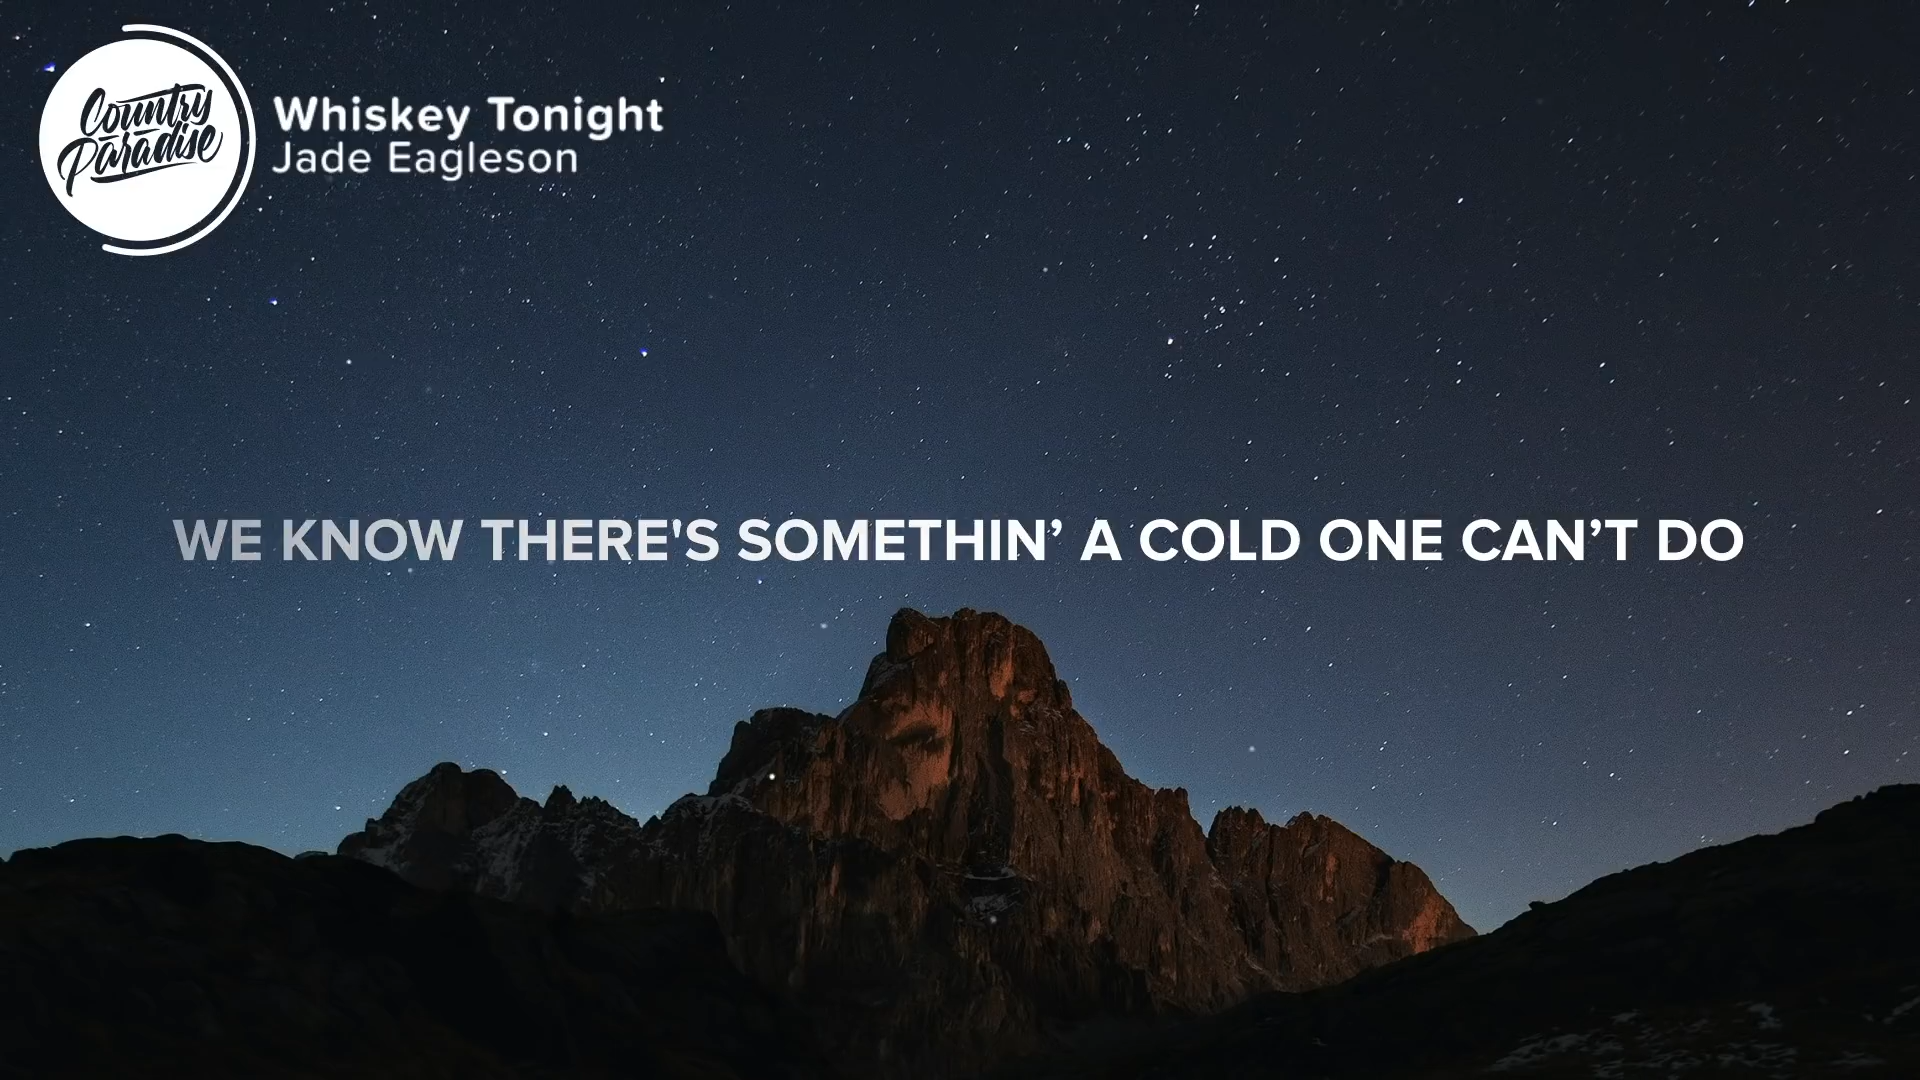 Country
Paradise
Whiskey Tonight
Jade Eagleson
WE KNOW THERE'S SOMETHIN’ A COLD ONE CAN’T DO